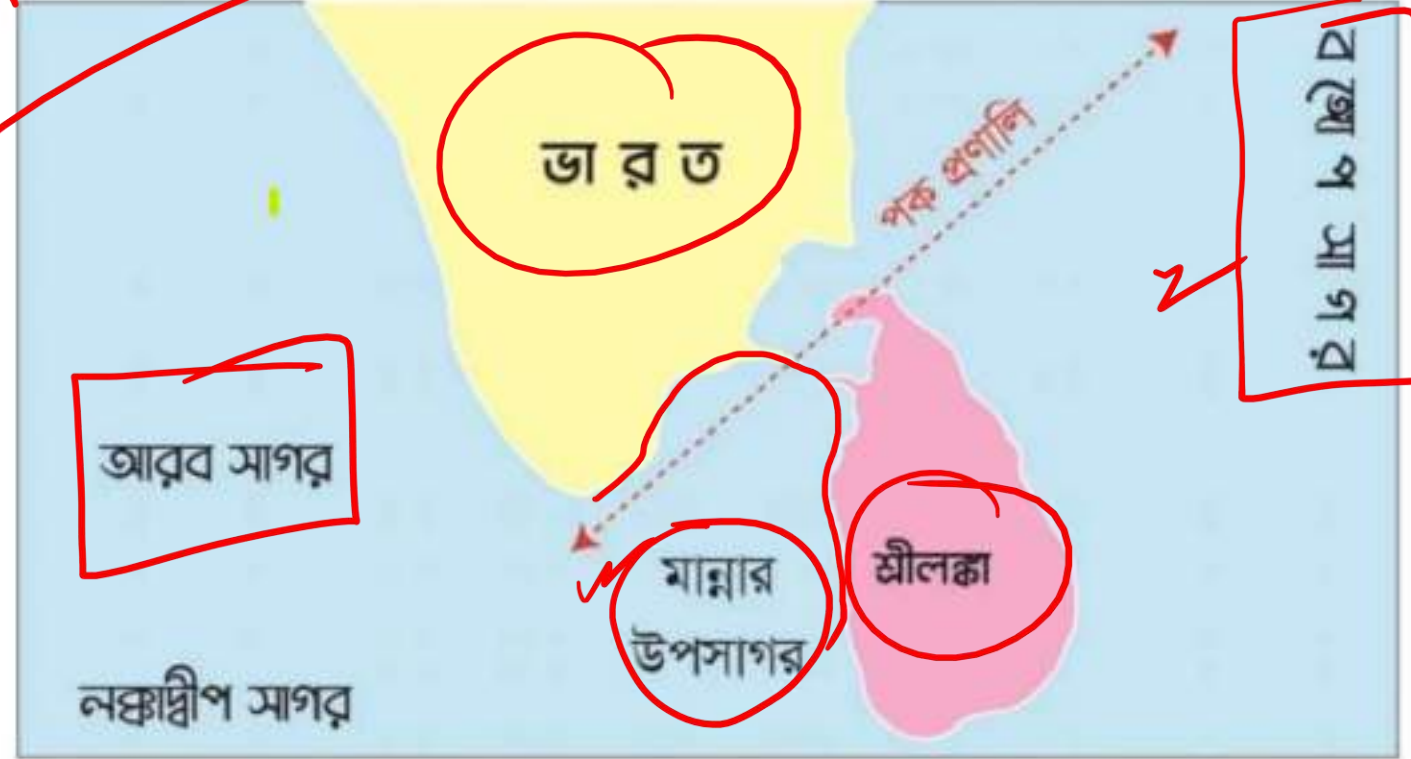 ভারত
পক প্রণালি
বঙ্গোপসাগর
আরব সাগর
মান্নার
উপসাগর
শ্রীলঙ্কা
লক্কাদ্বীপ সাগর